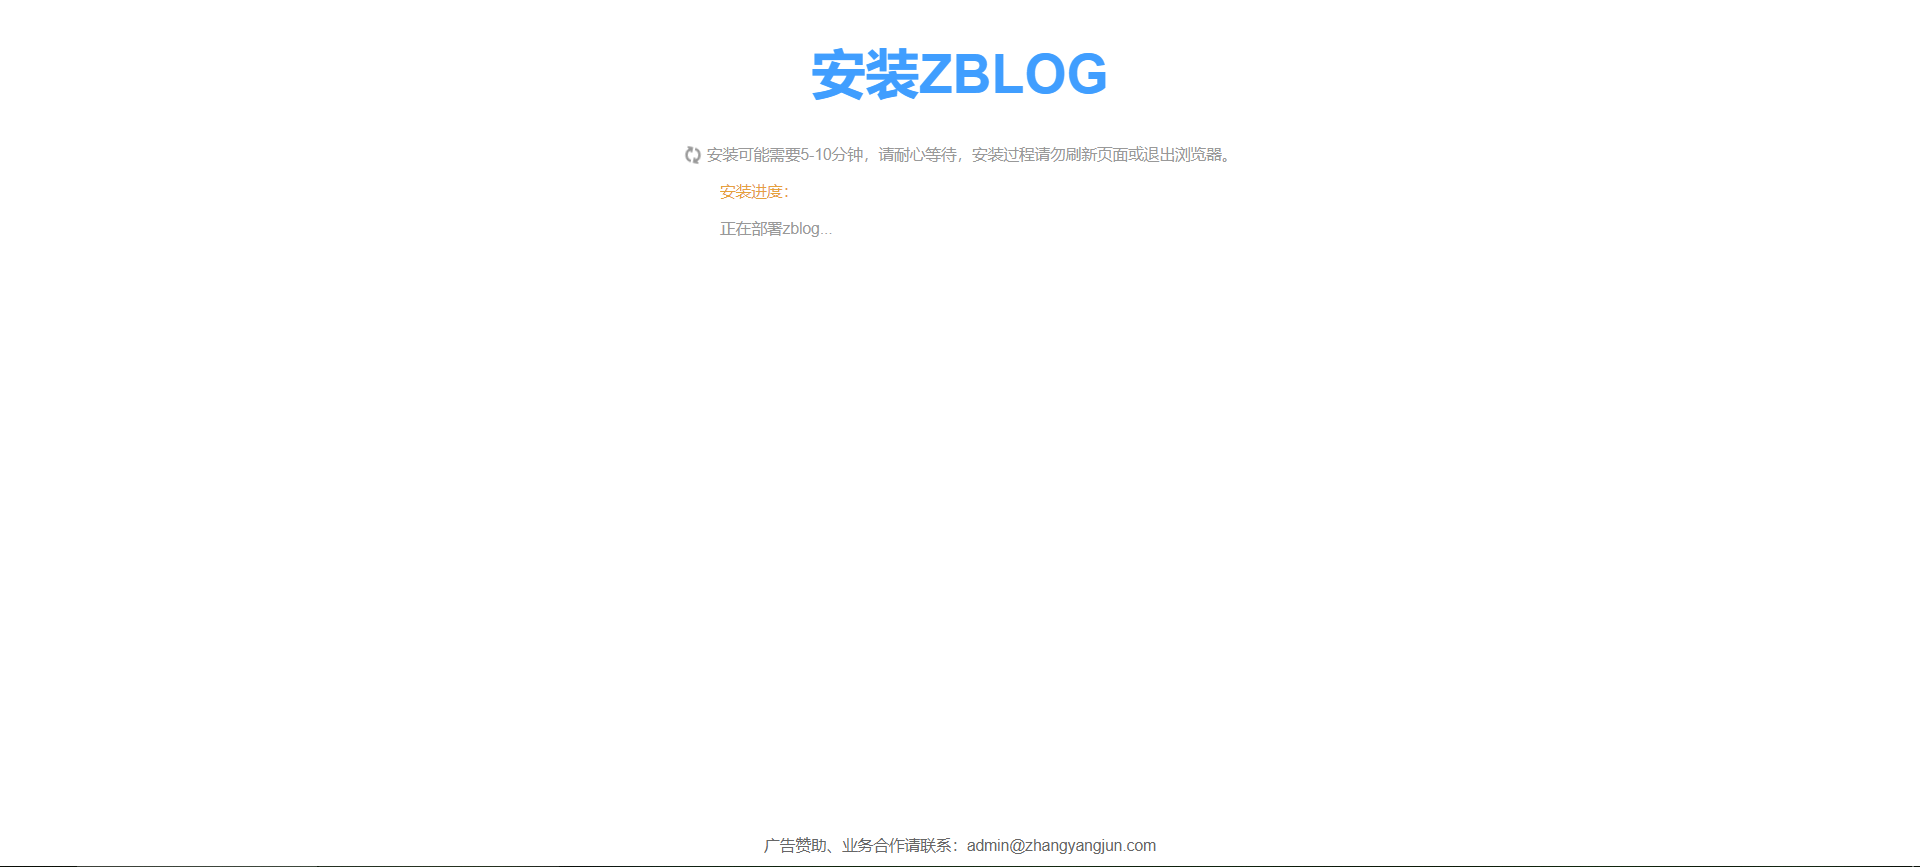 安装ZBLOG
安装可能需要5-10分钟，请耐心等待，安装过程请勿刷新页面或退出浏览器。
安装进度：
正在部署zblog...
广告赞助、业务合作请联系：admin@zhangyangjun.com